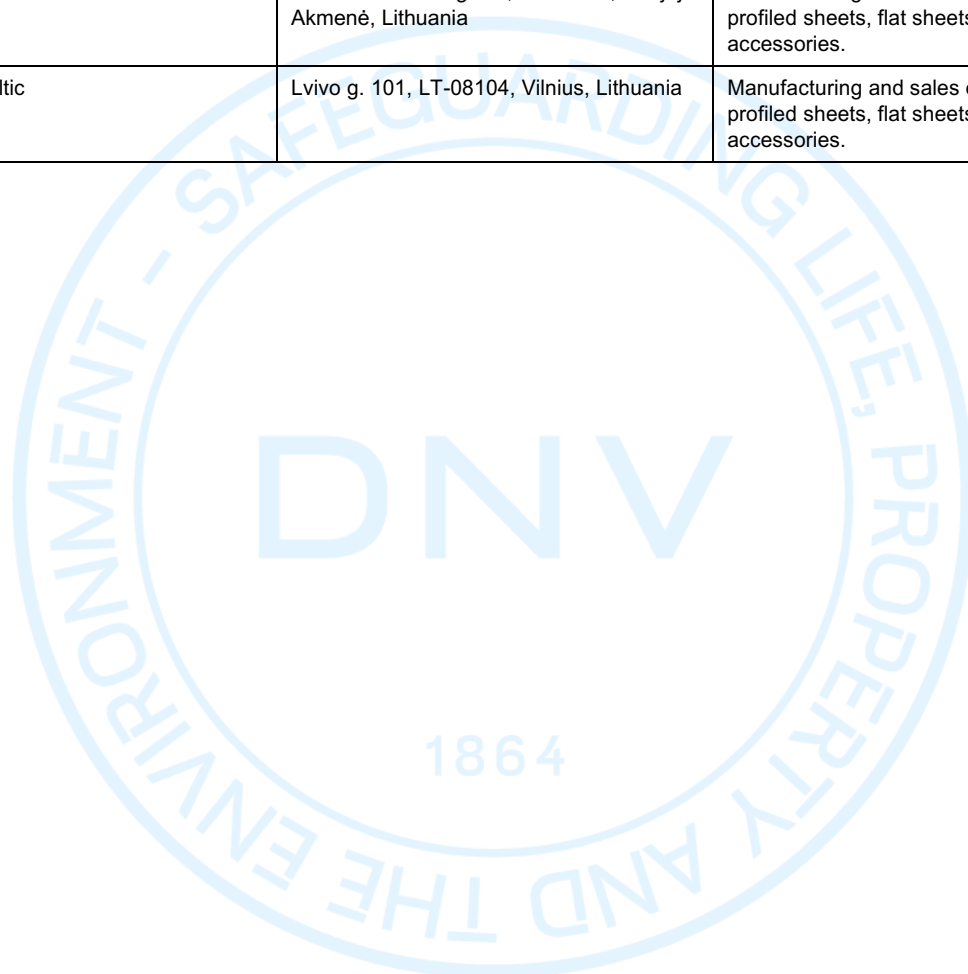 Akmenė, Lithuania
profiled sheets, flat sheets
accessories.
Lvivo g. 101, LT-08104, Vilnius, Lithuania
Manufacturing and sales
profiled sheets, flat sheets
accessories.
SAFEGUARDING LIFE, PROPERTY AND THE ENVIRONMENT -
DNV
1864